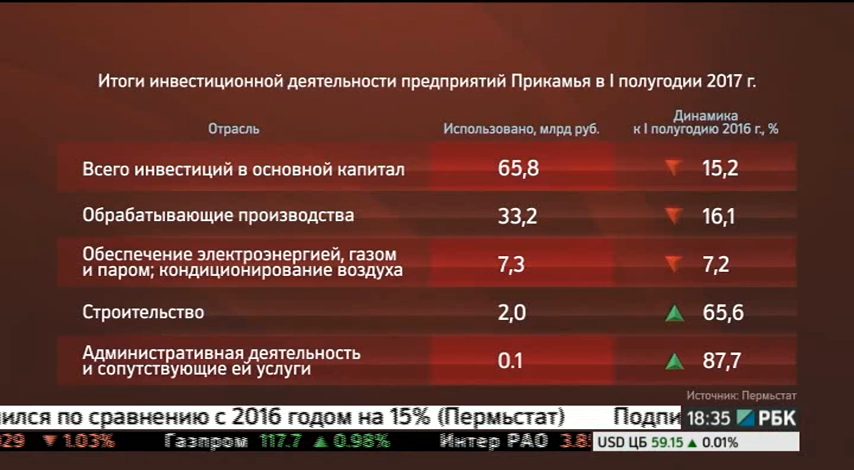 Итоги инвестиционной деятельности предприятий Прикамья в I полугодии 2017 г.
Отрасль Использовано, млрд руб. Динамика
к I полугодию 2016 г., %
Всего инвестиций в основной капитал 65,8 ▼ 15,2
Обрабатывающие производства 33,2 ▼ 16,1
Обеспечение электроэнергией, газом
и паром; кондиционирование воздуха 7,3 ▼ 7,2
Строительство 2,0 ▲ 65,6
Административная деятельность
и сопутствующие ей услуги 0.1 ▲ 87,7
Источник: Пермьстат
по сравнению с 2016 годом на 15% (Пермьстат) 18:35 РБК
▼ 1.03% Газпром 117.7 ▲ 0.98% Интер РАО USD ЦБ 59.15 ▲ 0.01%